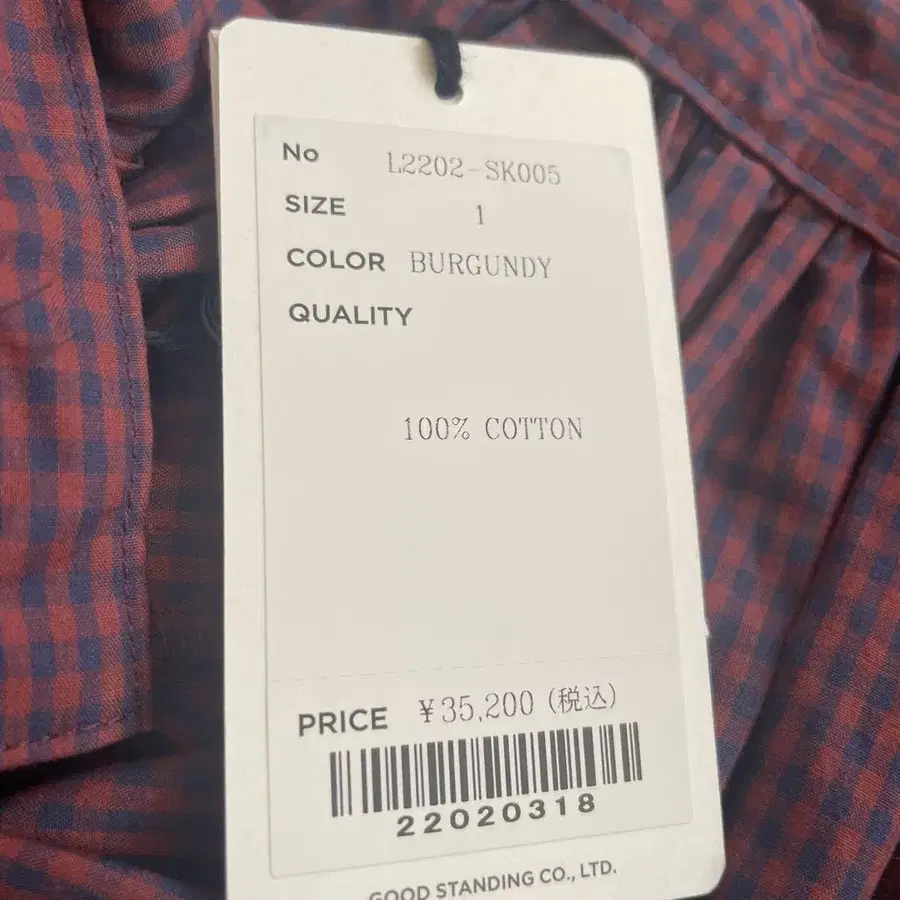 No L2202-SK005
SIZE 1
COLOR BURGUNDY
QUALITY
100% COTTON
PRICE ¥35,200 (税込)
22020318
GOOD STANDING CO., LTD.